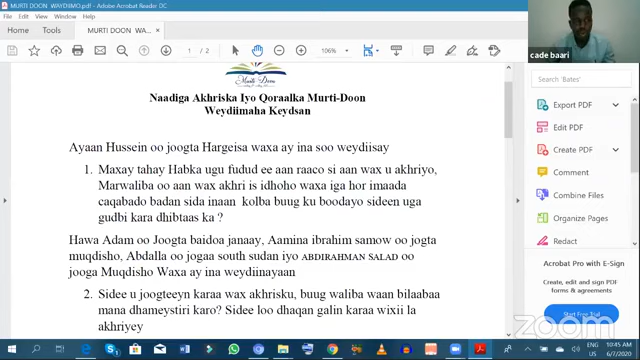 MURTI DOON WAYDIIMO.pdf - Adobe Acrobat Reader DC
File Edit View Window Help
Home Tools MURTI DOON WA... ×
1 / 2 106%
cade baari
Murti Doon
Naadiga Akhriska Iyo Qoraalka Murti-Doon
Weydiimaha Keydsan
Ayaan Hussein oo joogta Hargeisa waxa ay ina soo weydiisay
1. Maxay tahay Habka ugu fudud ee aan raaco si aan wax u akhriyo,
Marwaliba oo aan wax akhri is idhoho waxa iga hor imaada
caqabado badan sida inaan kolba buug ku boodayo sideen uga
gudbi kara dhibtaas ka ?
Hawa Adam oo Joogta baidoa janaay, Aamina ibrahim samow oo jogta
muqdisho, Abdalla oo jogaa south sudan iyo ABDIRAHMAN SALAD oo
jooga Muqdisho Waxa ay ina weydiinayaan
2. Sidee u joogteeyn karaa wax akhrisku, buug waliba waan bilaabaa
mana dhameystiri karo? Sidee loo dhaqan galin karaa wixii la
akhriyey
Search 'Bates'
Export PDF
Edit PDF
Create PDF
Comment
Combine Files
Organize Pages
Redact
Acrobat Pro with E-Sign
Create, edit and sign PDF
forms & agreements
Start Free Trial
zoom
10:45 AM
6/7/2020